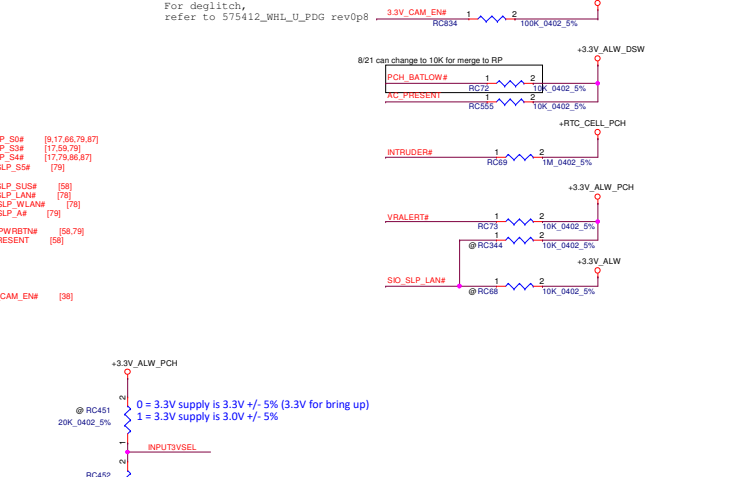 For deglitch,
refer to 575412_WHL_U_PDG rev0p8
3.3V_CAM_EN#
1
2
RC834
100K_0402_5%
+3.3V_ALW_DSW
8/21 can change to 10K for merge to RP
PCH_BATLOW#
1
2
RC72
10K_0402_5%
AC_PRESENT
1
2
RC555
10K_0402_5%
+RTC_CELL_PCH
INTRUDER#
1
2
RC69
1M_0402_5%
P_S0# [9,17,66,79,87]
P_S3# [17,59,79]
P_S4# [17,79,86,87]
SLP_S5# [79]
SLP_SUS# [58]
SLP_LAN# [78]
SLP_WLAN# [78]
SLP_A# [79]
PWRBTN# [58,79]
RESENT [58]
CAM_EN# [38]
+3.3V_ALW_PCH
VRALERT#
1
2
RC73
10K_0402_5%
1
2
@ RC344
10K_0402_5%
+3.3V_ALW
SIO_SLP_LAN#
1
2
@ RC68
10K_0402_5%
+3.3V_ALW_PCH
2
@ RC451
20K_0402_5%
1
0 = 3.3V supply is 3.3V +/- 5% (3.3V for bring up)
1 = 3.3V supply is 3.0V +/- 5%
INPUT3VSEL
2
RC452